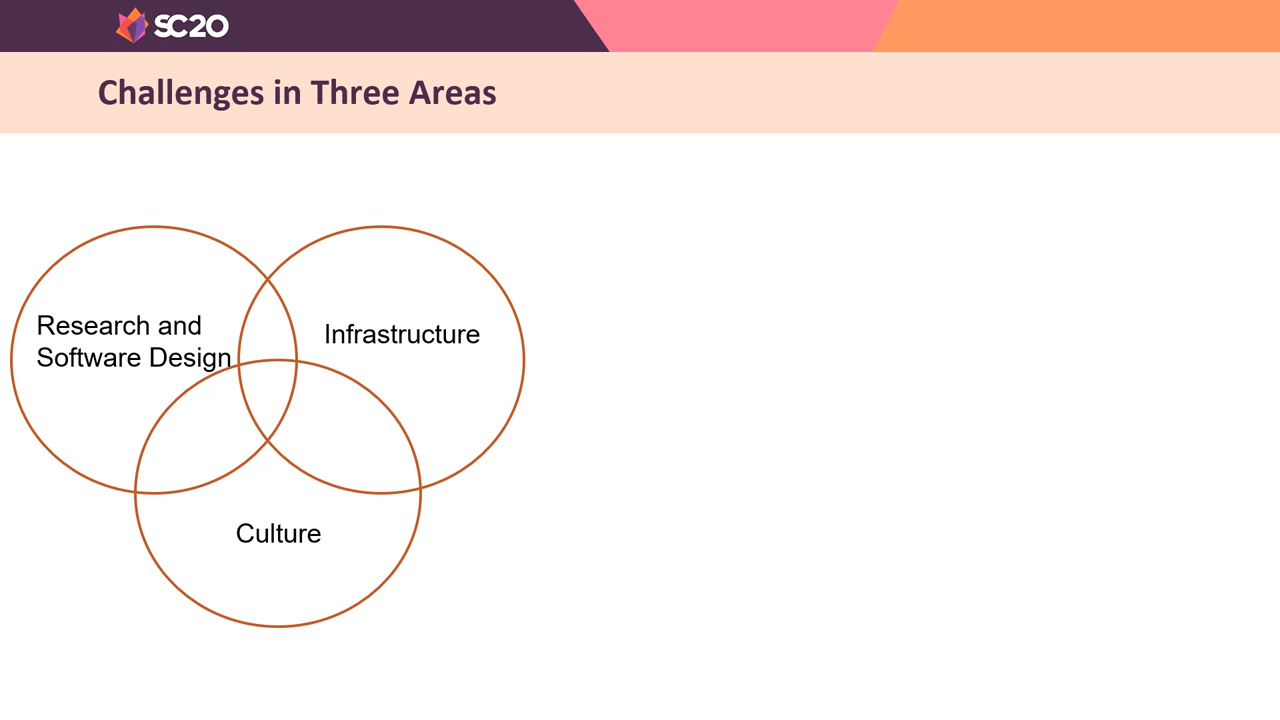 SC20
Challenges in Three Areas
Research and
Software Design
Infrastructure
Culture